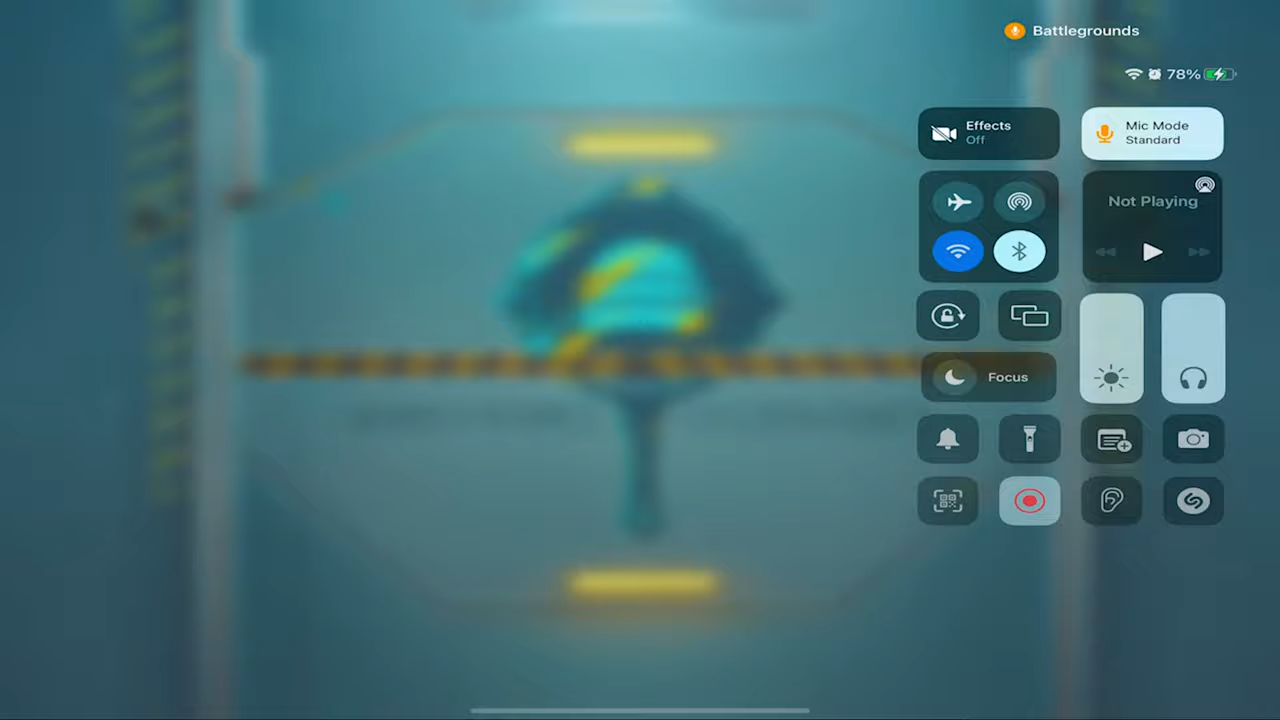 Battlegrounds
78%
Effects
Off
Mic Mode
Standard
Not Playing
Focus